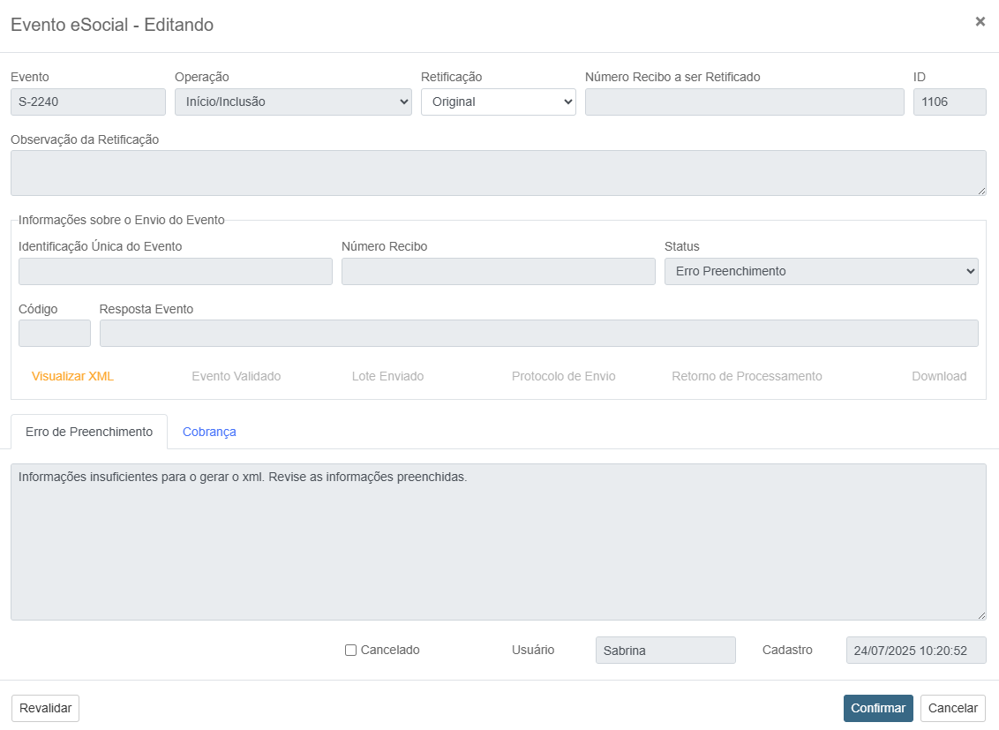 Evento eSocial - Editando ×
Evento Operação Retificação Número Recibo a ser Retificado ID
S-2240 Início/Inclusão Original 1106
Observação da Retificação
Informações sobre o Envio do Evento
Identificação Única do Evento Número Recibo Status
Erro Preenchimento
Código Resposta Evento
Visualizar XML Evento Validado Lote Enviado Protocolo de Envio Retorno de Processamento Download
Erro de Preenchimento Cobrança
Informações insuficientes para o gerar o xml. Revise as informações preenchidas.
Cancelado Usuário Sabrina Cadastro 24/07/2025 10:20:52
Revalidar Confirmar Cancelar